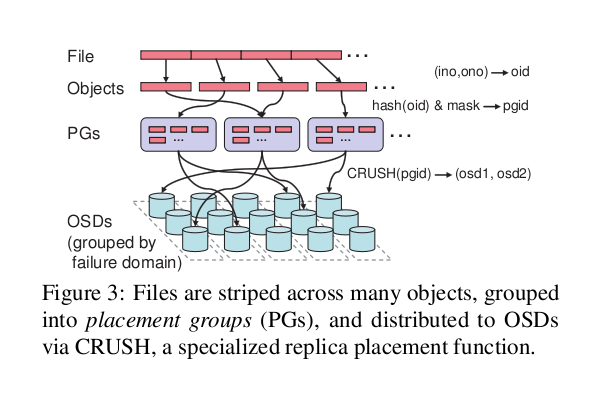 File
(ino,ono) → oid
Objects
hash(oid) & mask → pgid
PGs
CRUSH(pgid) → (osd1, osd2)
OSDs
(grouped by
failure domain)
Figure 3: Files are striped across many objects, grouped
into placement groups (PGs), and distributed to OSDs
via CRUSH, a specialized replica placement function.